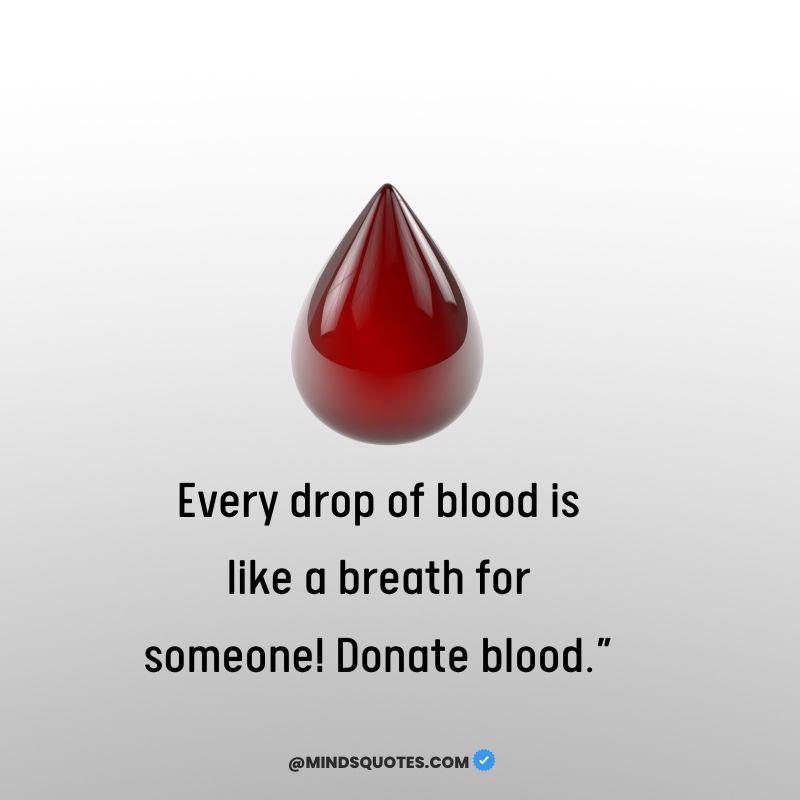 Every drop of blood is
like a breath for
someone! Donate blood.”
@MINDSQUOTES.COM